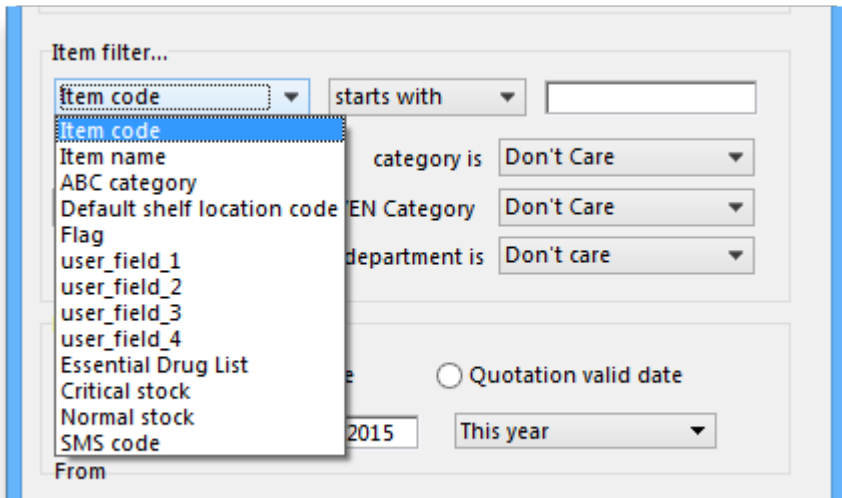 Item filter...
Item code starts with
Item code
Item name
category is Don't Care
ABC category
Default shelf location code EN Category Don't Care
Flag
user_field_1 department is Don't care
user_field_2
user_field_3
user_field_4
Essential Drug List
Critical stock Quotation valid date
Normal stock
2015 This year
SMS code
From